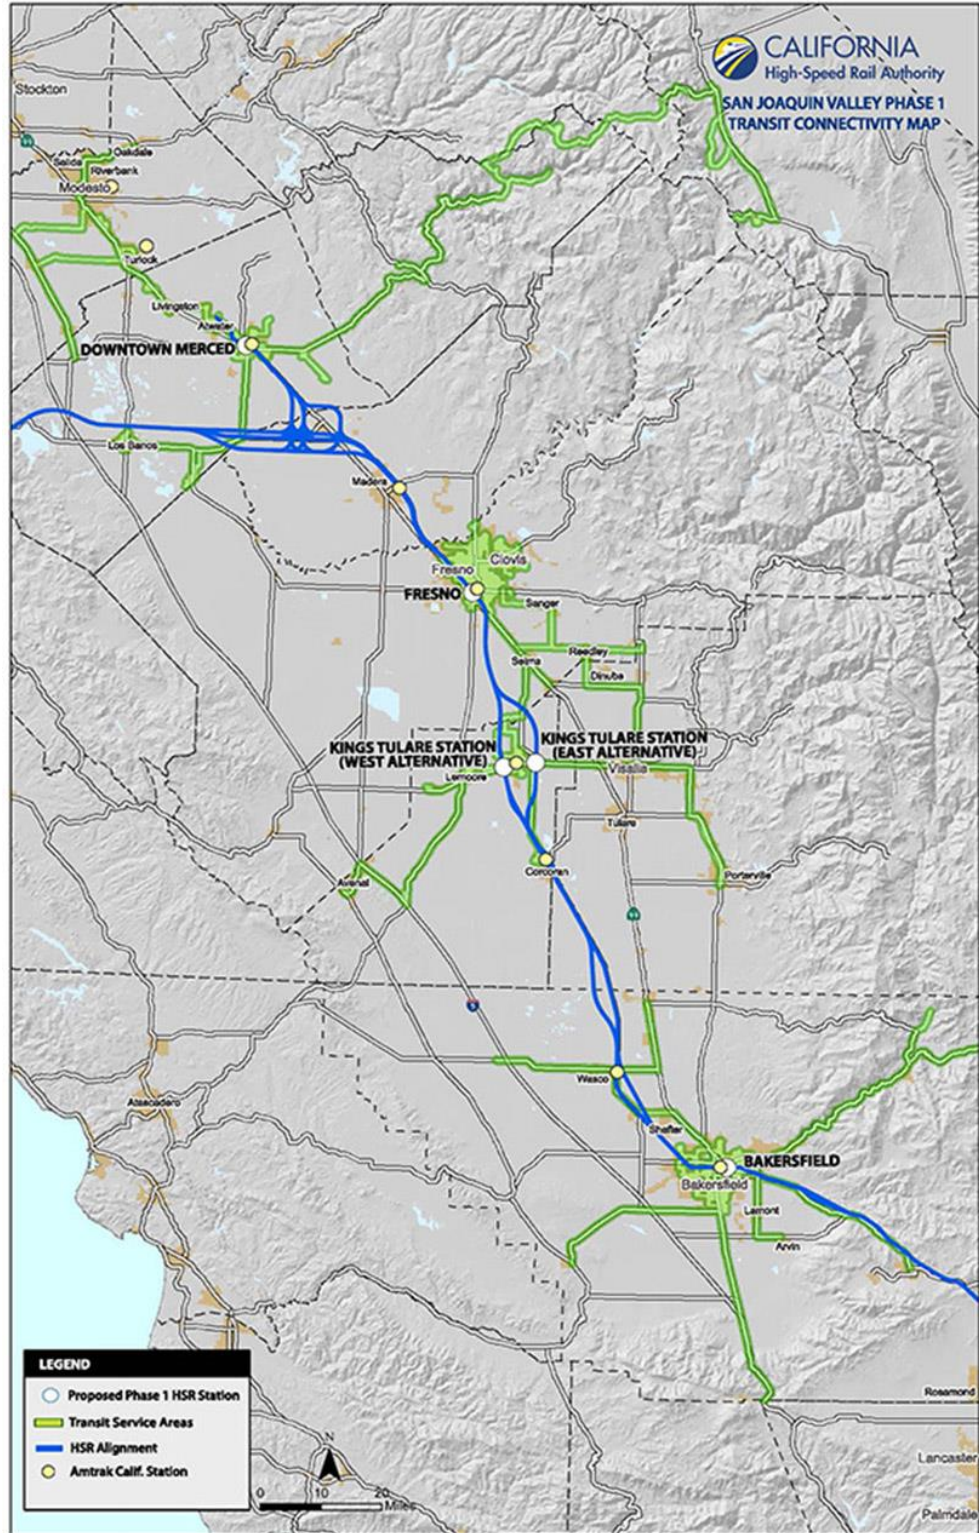 CALIFORNIA
High-Speed Rail Authority
SAN JOAQUIN VALLEY PHASE 1
TRANSIT CONNECTIVITY MAP
Stockton
99
Salida
Oakdale
Riverbank
Modesto
Turlock
Livingston
Atwater
DOWNTOWN MERCED
Los Banos
Madera
Fresno
Clovis
FRESNO
Sanger
Selma
Reedley
Dinuba
KINGS TULARE STATION
(WEST ALTERNATIVE)
KINGS TULARE STATION
(EAST ALTERNATIVE)
Lemoore
Visalia
Tulare
Corcoran
Porterville
Avenal
99
5
Wasco
Atascadero
Shafter
BAKERSFIELD
Bakersfield
Lamont
Arvin
Rosamond
Lancaster
Palmdale
LEGEND
Proposed Phase 1 HSR Station
Transit Service Areas
HSR Alignment
Amtrak Calif. Station
N
0 10 20
Miles